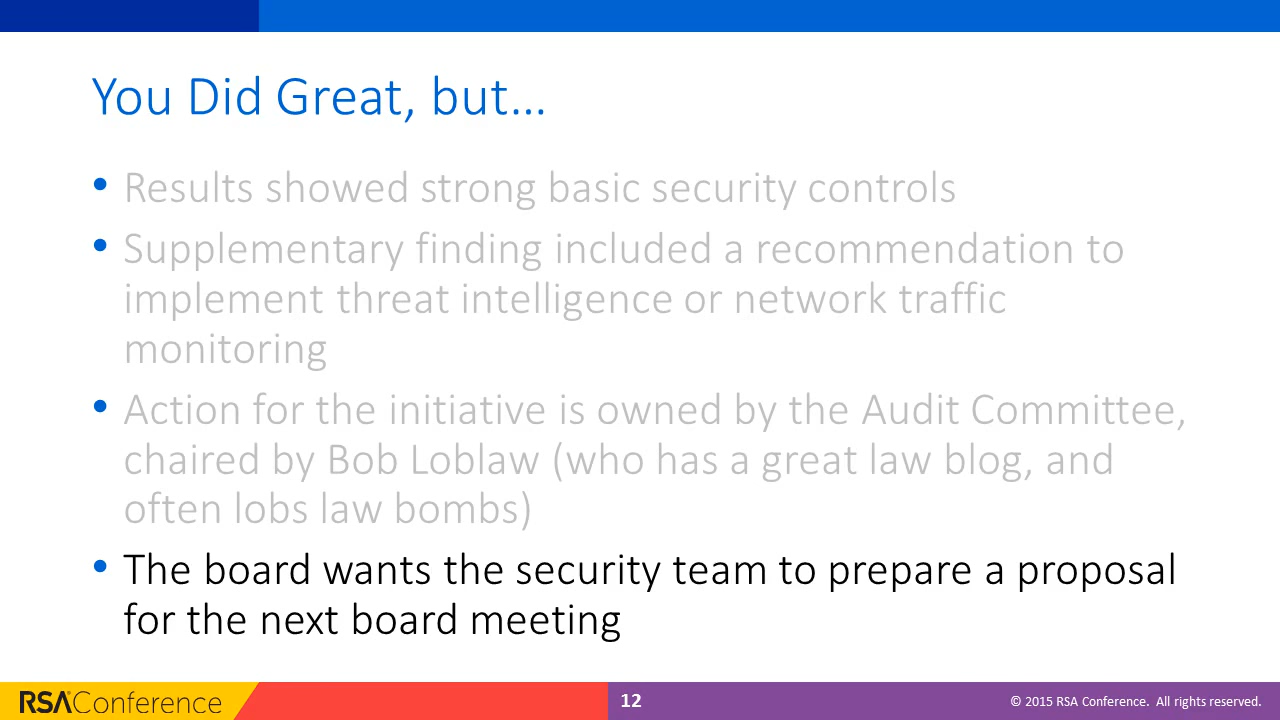 You Did Great, but...
• Results showed strong basic security controls
• Supplementary finding included a recommendation to
implement threat intelligence or network traffic
monitoring
• Action for the initiative is owned by the Audit Committee,
chaired by Bob Loblaw (who has a great law blog, and
often lobs law bombs)
• The board wants the security team to prepare a proposal
for the next board meeting
RSA Conference
12
© 2015 RSA Conference. All rights reserved.